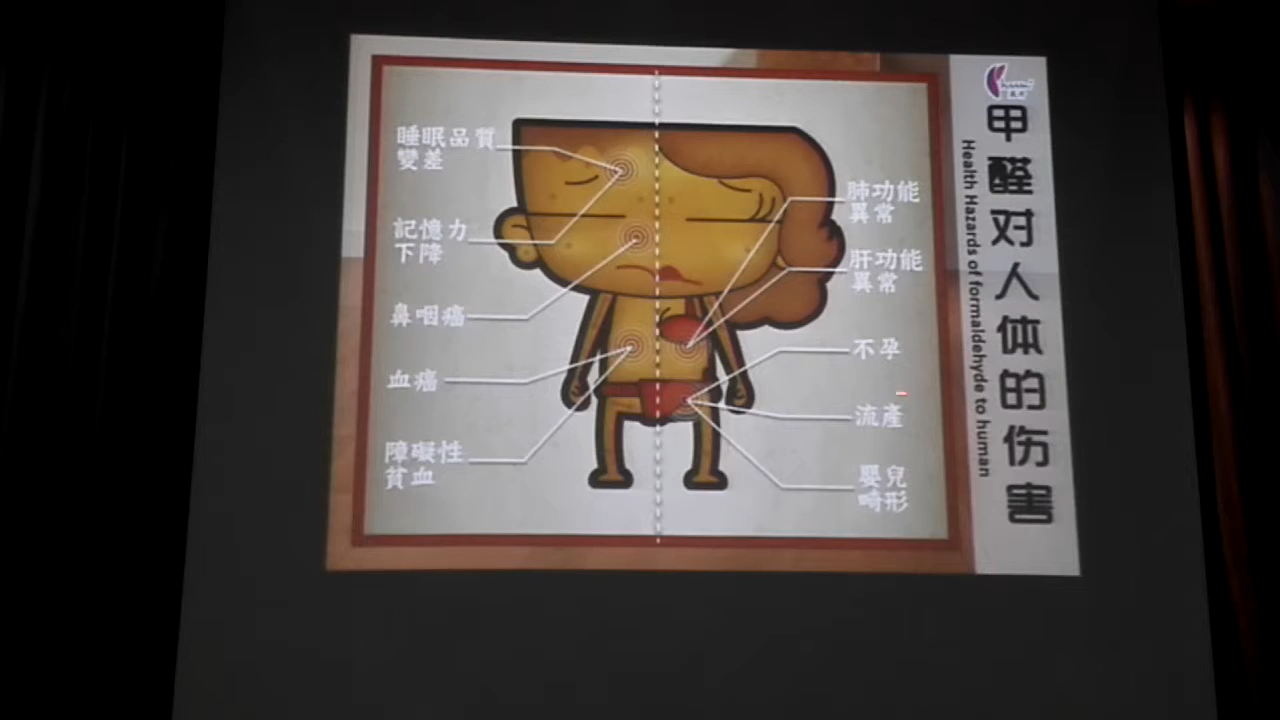 睡眠品質
變差
記憶力
下降
鼻咽癌
血癌
障礙性
貧血
肺功能
異常
肝功能
異常
不孕
流產
嬰兒
畸形
甲醛对人体的伤害
Health Hazards of formaldehyde to human